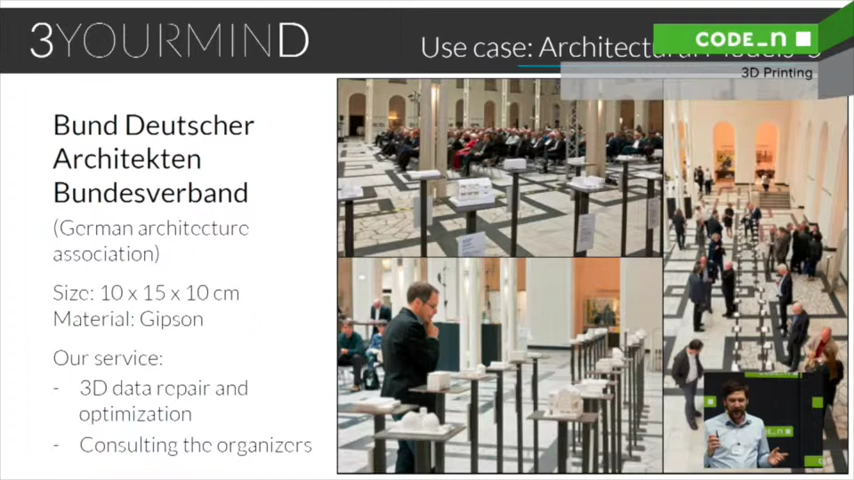 3YOURMIND
Use case: Architectural Models
CODE_n
3D Printing
Bund Deutscher
Architekten
Bundesverband
(German architecture
association)
Size: 10 x 15 x 10 cm
Material: Gipson
Our service:
- 3D data repair and
optimization
- Consulting the organizers